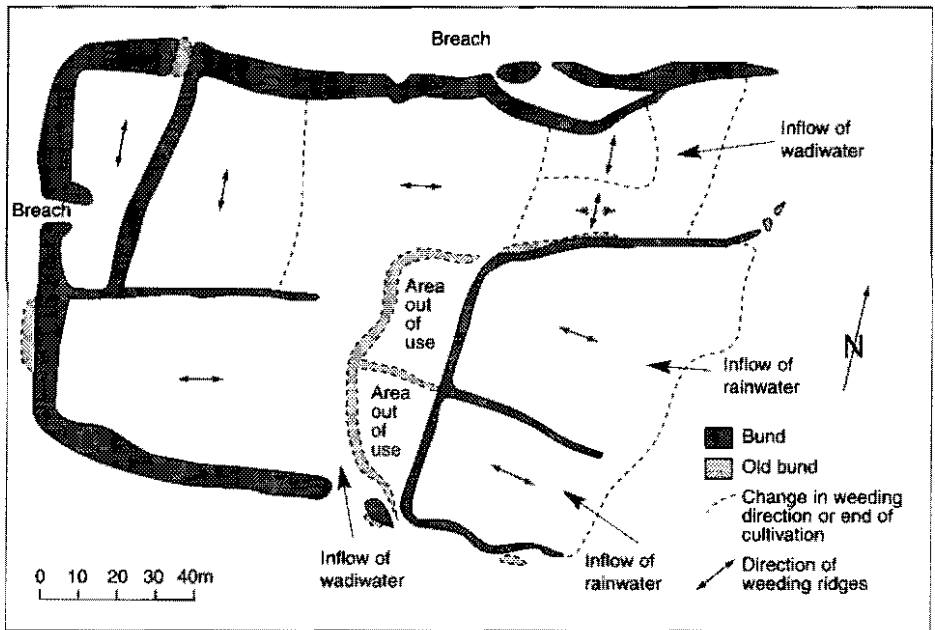 Breach
Inflow of
wadiwater
Breach
Area
out
of
use
N
Inflow of
rainwater
Area
out
of
use
Bund
Old bund
Change in weeding
direction or end of
cultivation
Inflow of
wadiwater
Inflow of
rainwater
Direction of
weeding ridges
0 10 20 30 40m